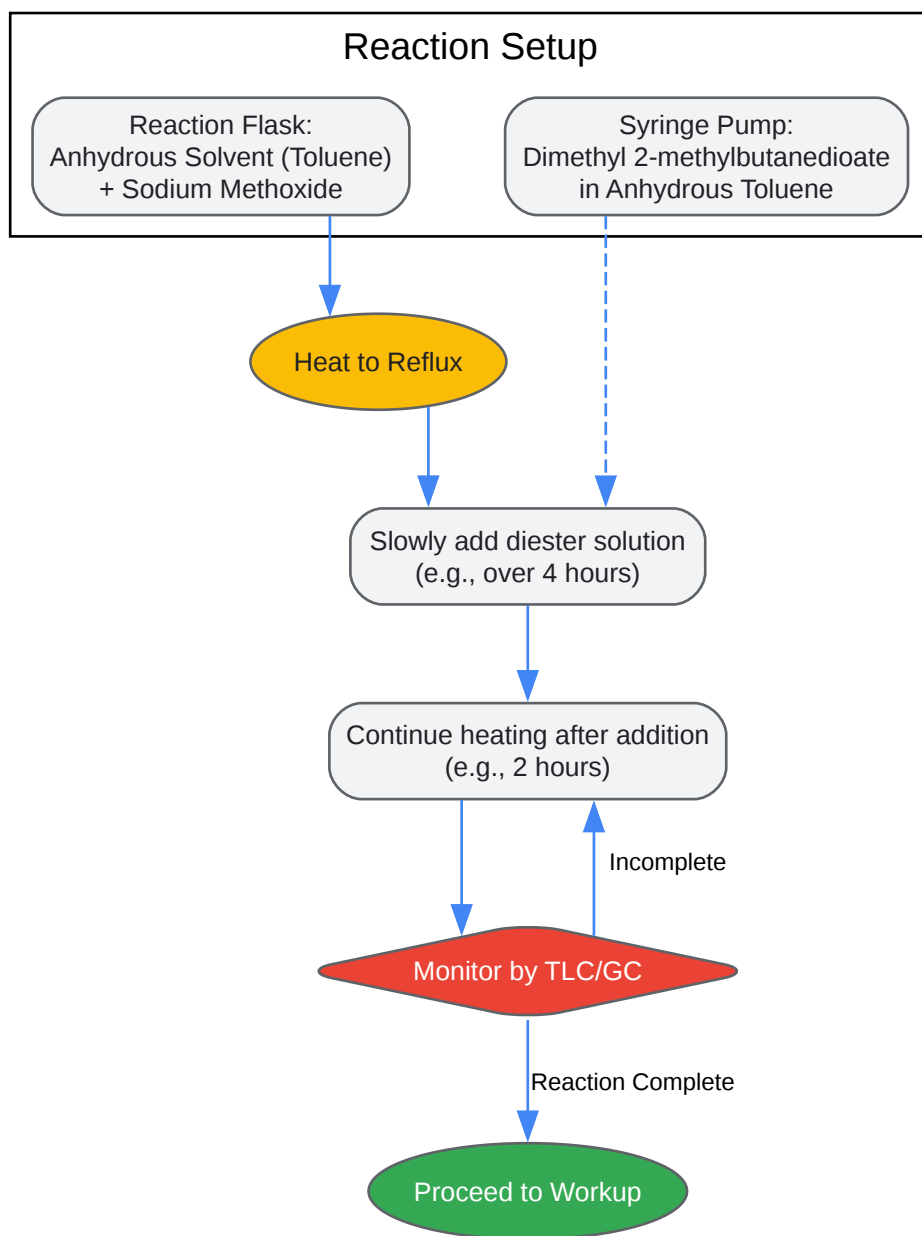 Reaction Setup
Reaction Flask:
Anhydrous Solvent (Toluene)
+ Sodium Methoxide
Syringe Pump:
Dimethyl 2-methylbutanedioate
in Anhydrous Toluene
Heat to Reflux
Slowly add diester solution
(e.g., over 4 hours)
Continue heating after addition
(e.g., 2 hours)
Incomplete
Monitor by TLC/GC
Reaction Complete
Proceed to Workup